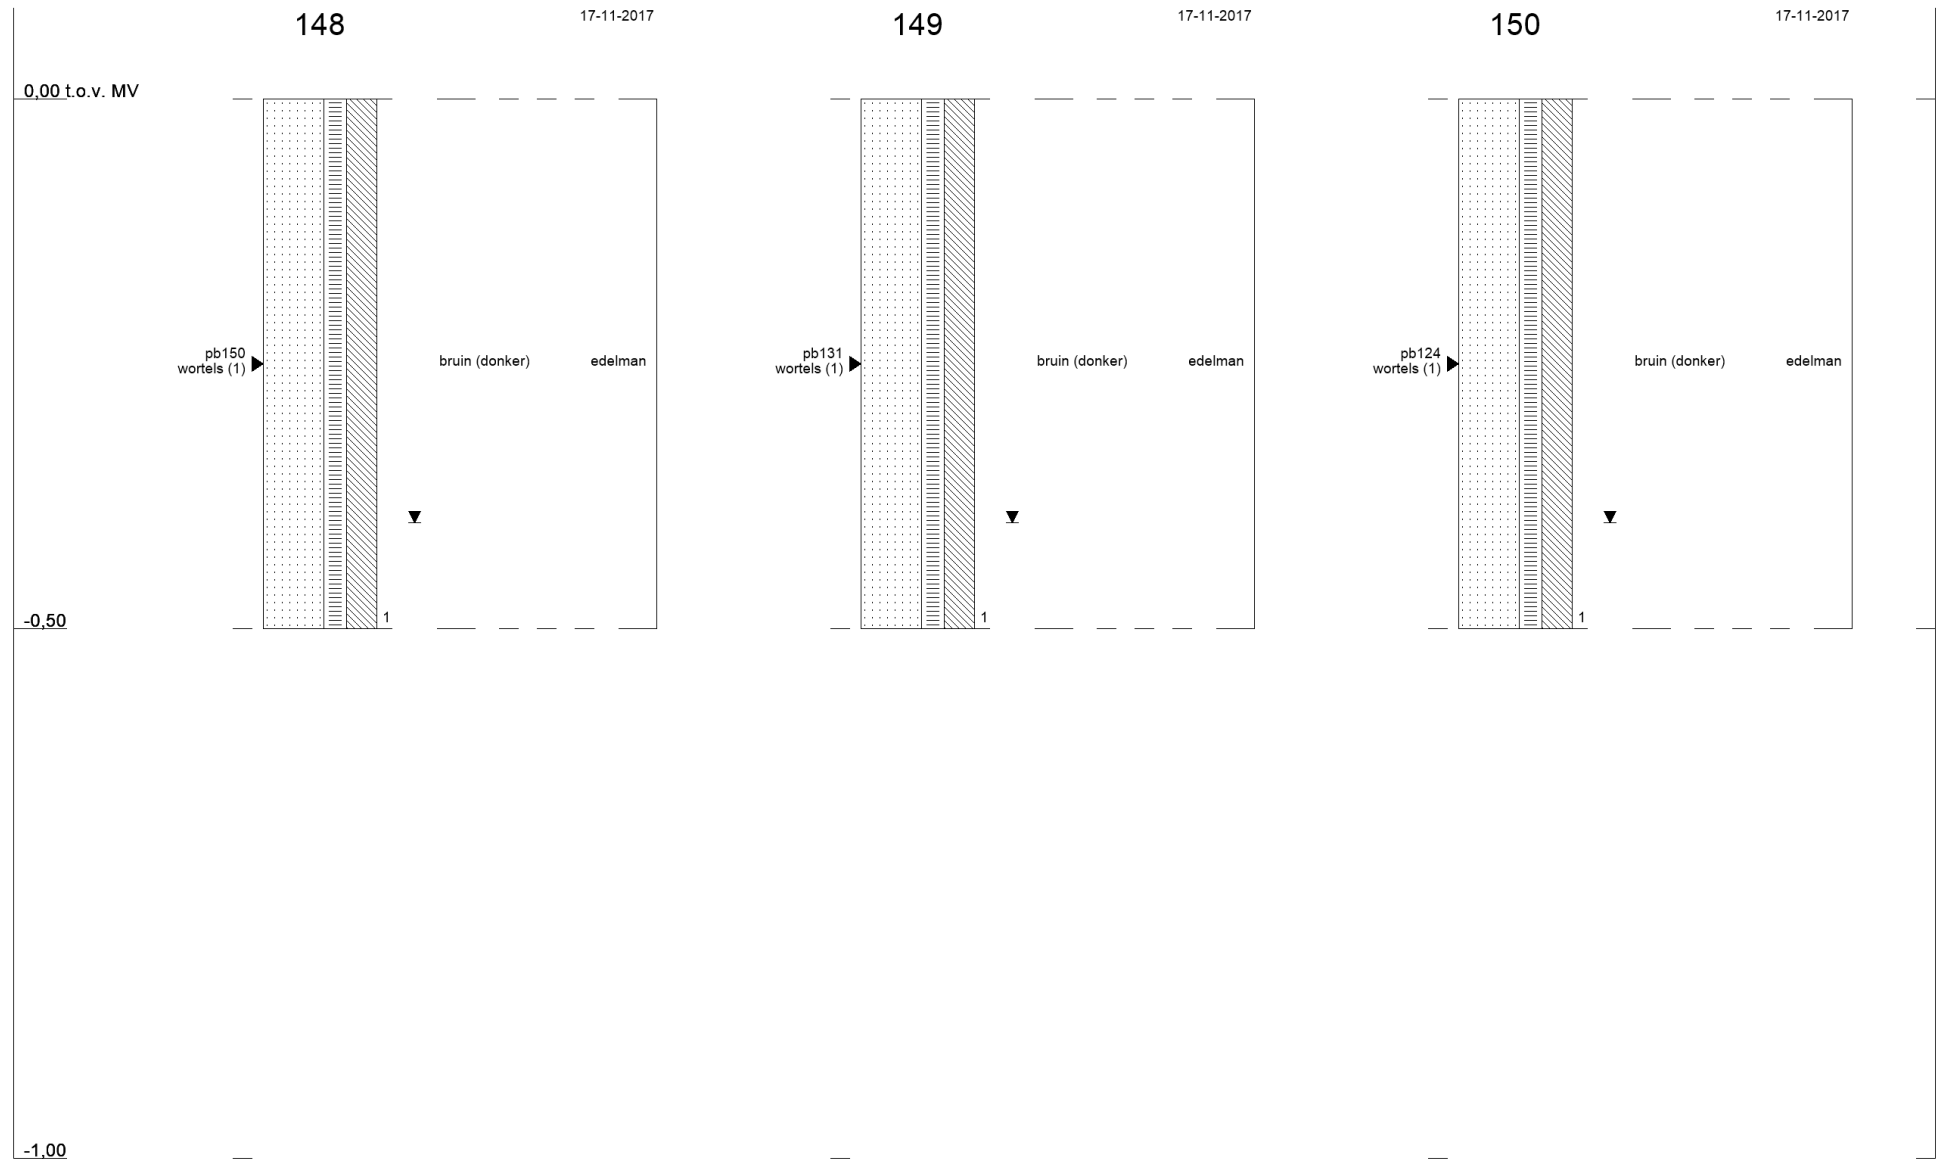 148
17-11-2017
149
17-11-2017
150
17-11-2017
0,00 t.o.v. MV
pb150
wortels (1)
bruin (donker)
edelman
pb131
wortels (1)
bruin (donker)
edelman
pb124
wortels (1)
bruin (donker)
edelman
1
1
1
-0,50
-1,00